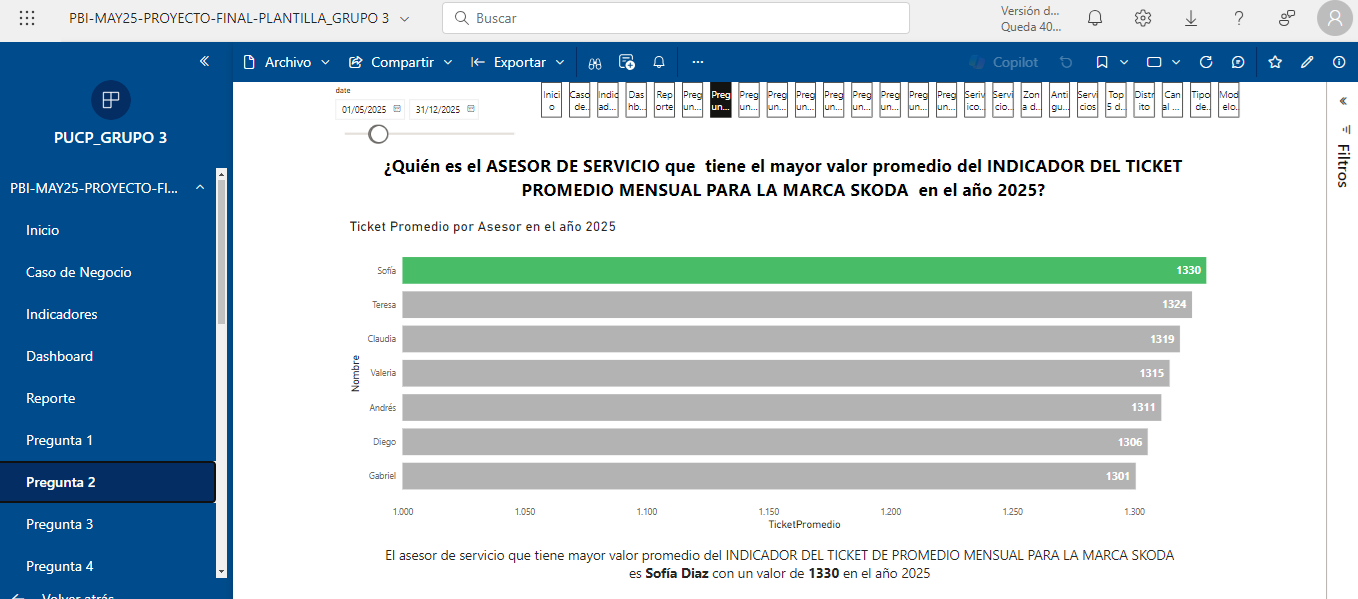 PBI-MAY25-PROYECTO-FINAL-PLANTILLA_GRUPO 3
Buscar
Versión d...
Queda 40...
Archivo
Compartir
Exportar
...
Copilot
PUCP_GRUPO 3
PBI-MAY25-PROYECTO-FI...
Inicio
Caso de Negocio
Indicadores
Dashboard
Reporte
Pregunta 1
Pregunta 2
Pregunta 3
Pregunta 4
Volver atrás
date
01/05/2025
31/12/2025
Inici
o
Caso
de..
Indic
ad...
Das
hb...
Rep
orte
Preg
un...
Preg
un...
Preg
un...
Preg
un...
Preg
un...
Preg
un...
Preg
un...
Preg
un...
Preg
un...
Preg
un...
Serv
ico...
Servi
cio...
Zon
a d...
Anti
gu...
Servi
cios
Top
5 d..
Distr
ito
Can
al ...
Tipo
de..
Mod
elo..
Filtros
¿Quién es el ASESOR DE SERVICIO que tiene el mayor valor promedio del INDICADOR DEL TICKET
PROMEDIO MENSUAL PARA LA MARCA SKODA en el año 2025?
Ticket Promedio por Asesor en el año 2025
Nombre
Sofía 1330
Teresa 1324
Claudia 1319
Valeria 1315
Andrés 1311
Diego 1306
Gabriel 1301
1.000 1.050 1.100 1.150 1.200 1.250 1.300
TicketPromedio
El asesor de servicio que tiene mayor valor promedio del INDICADOR DEL TICKET DE PROMEDIO MENSUAL PARA LA MARCA SKODA
es Sofía Diaz con un valor de 1330 en el año 2025